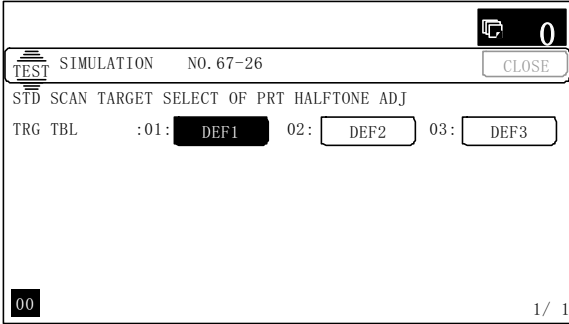 0
TEST SIMULATION NO.67-26 CLOSE
STD SCAN TARGET SELECT OF PRT HALFTONE ADJ
TRG TBL :01: DEF1 02: DEF2 03: DEF3
00 1/ 1